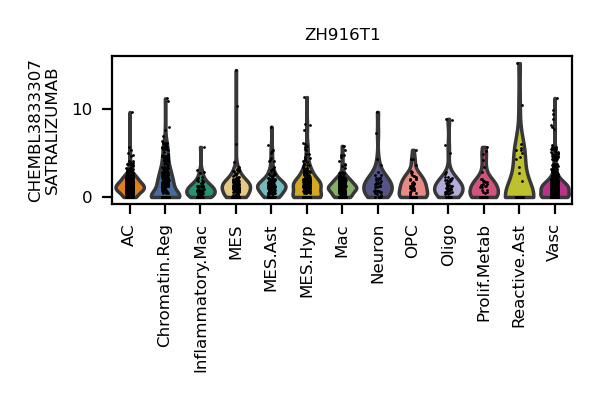 ZH916T1
CHEMBL3833307
SATRALIZUMAB
10
0
AC
Chromatin.Reg
Inflammatory.Mac
MES
MES.Ast
MES.Hyp
Mac
Neuron
OPC
Oligo
Prolif.Metab
Reactive.Ast
Vasc